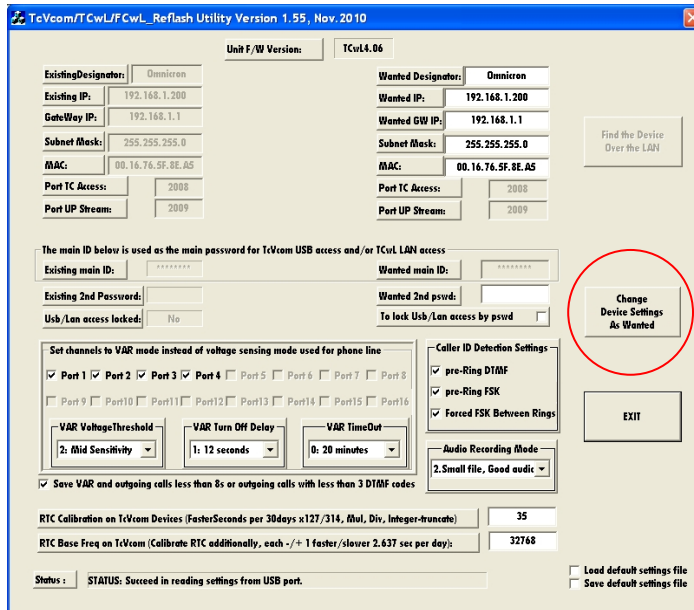 TcVcom/TCwL/FCwL_Reflash Utility Version 1.55, Nov.2010
Unit F/W Version: TCwL4.06
ExistingDesignator: Omnicron
Existing IP: 192.168.1.200
GateWay IP: 192.168.1.1
Subnet Mask: 255.255.255.0
MAC: 00.16.76.5F.8E.A5
Port TC Access: 2008
Port UP Stream: 2009
Wanted Designator: Omnicron
Wanted IP: 192.168.1.200
Wanted GW IP: 192.168.1.1
Subnet Mask: 255.255.255.0
MAC: 00.16.76.5F.8E.A5
Port TC Access: 2008
Port UP Stream: 2009
Find the Device
Over the LAN
The main ID below is used as the main password for TcVcom USB access and/or TCwL LAN access
Existing main ID: ********
Wanted main ID: ********
Existing 2nd Password:
Wanted 2nd pswd:
Usb/Lan access locked: No
To lock Usb/Lan access by pswd
Change
Device Settings
As Wanted
Set channels to VAR mode instead of voltage sensing mode used for phone line
Port 1 Port 2 Port 3 Port 4 Port 5 Port 6 Port 7 Port 8
Port 9 Port10 Port11 Port12 Port13 Port14 Port15 Port16
VAR VoltageThreshold
2: Mid Sensitivity
VAR Turn Off Delay
1: 12 seconds
VAR TimeOut
0: 20 minutes
Caller ID Detection Settings
pre-Ring DTMF
pre-Ring FSK
Forced FSK Between Rings
Audio Recording Mode
2.Small file, Good audic
EXIT
Save VAR and outgoing calls less than 8s or outgoing calls with less than 3 DTMF codes
RTC Calibration on TcVcom Devices (FasterSeconds per 30days x127/314, Mul, Div, Integer-truncate) 35
RTC Base Freq on TcVcom (Calibrate RTC additionally, each -/+ 1 faster/slower 2.637 sec per day): 32768
Status : STATUS: Succeed in reading settings from USB port.
Load default settings file
Save default settings file